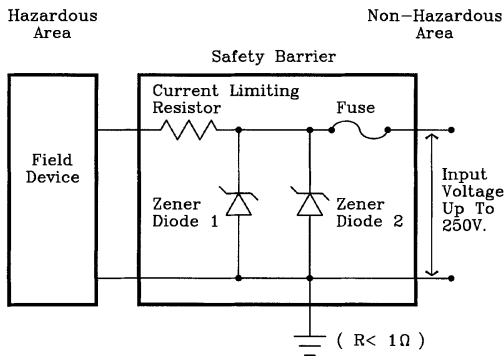 Hazardous
Area
Non-Hazardous
Area
Safety Barrier
Current Limiting
Resistor
Fuse
Field
Device
Zener
Diode 1
Zener
Diode 2
Input
Voltage
Up To
250V.
( R< 1Ω )